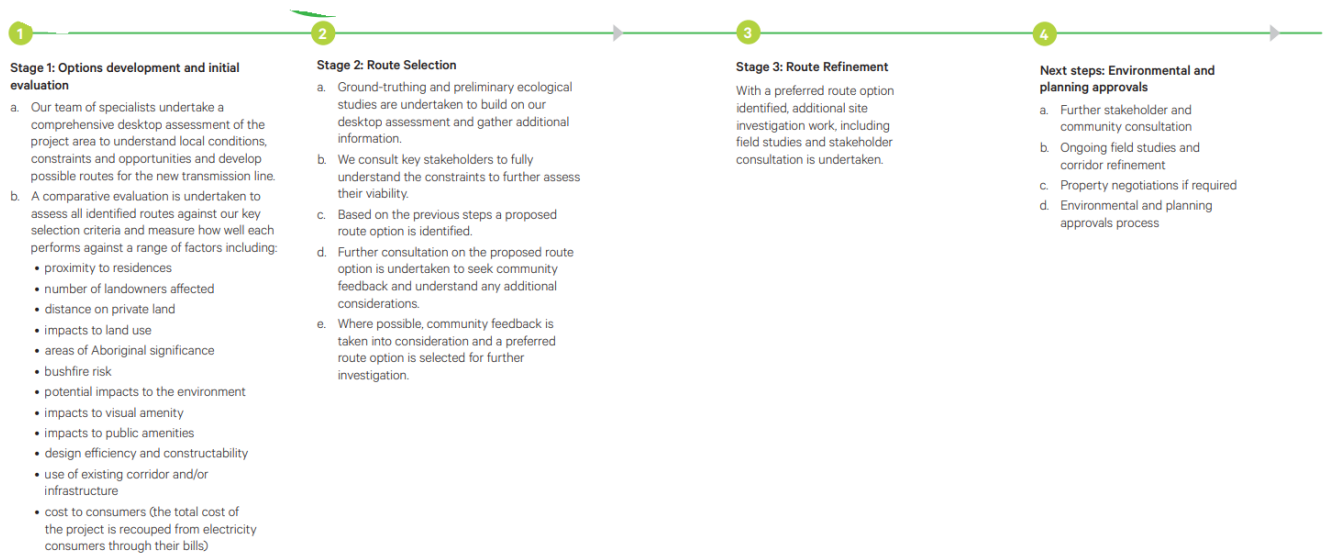 1
Stage 1: Options development and initial
evaluation
a. Our team of specialists undertake a
comprehensive desktop assessment of the
project area to understand local conditions,
constraints and opportunities and develop
possible routes for the new transmission line.
b. A comparative evaluation is undertaken to
assess all identified routes against our key
selection criteria and measure how well each
performs against a range of factors including:
• proximity to residences
• number of landowners affected
• distance on private land
• impacts to land use
• areas of Aboriginal significance
• bushfire risk
• potential impacts to the environment
• impacts to visual amenity
• impacts to public amenities
• design efficiency and constructability
• use of existing corridor and/or
infrastructure
• cost to consumers (the total cost of
the project is recouped from electricity
consumers through their bills)
2
Stage 2: Route Selection
a. Ground-truthing and preliminary ecological
studies are undertaken to build on our
desktop assessment and gather additional
information.
b. We consult key stakeholders to fully
understand the constraints to further assess
their viability.
c. Based on the previous steps a proposed
route option is identified.
d. Further consultation on the proposed route
option is undertaken to seek community
feedback and understand any additional
considerations.
e. Where possible, community feedback is
taken into consideration and a preferred
route option is selected for further
investigation.
3
Stage 3: Route Refinement
With a preferred route option
identified, additional site
investigation work, including
field studies and stakeholder
consultation is undertaken.
4
Next steps: Environmental and
planning approvals
a. Further stakeholder and
community consultation
b. Ongoing field studies and
corridor refinement
c. Property negotiations if required
d. Environmental and planning
approvals process